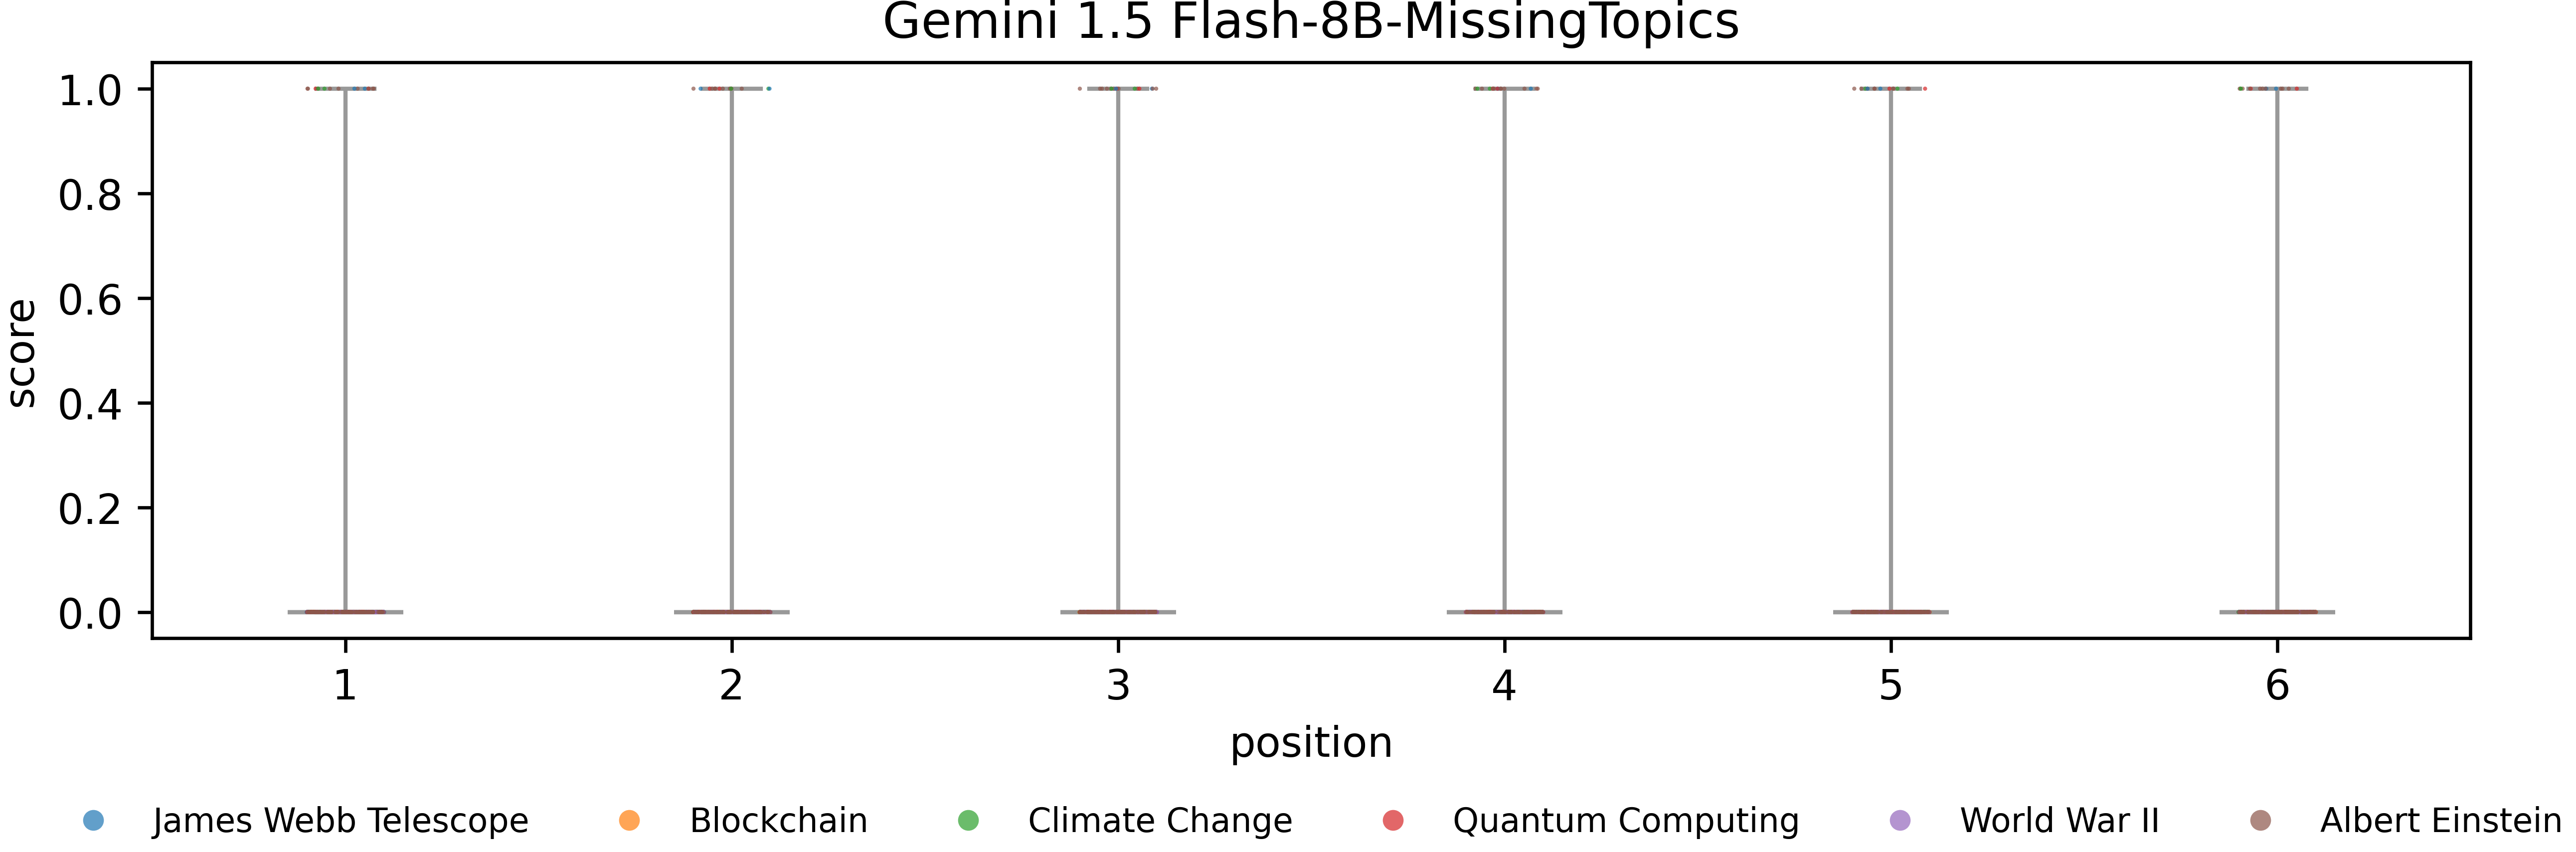 Gemini 1.5 Flash-8B-MissingTopics
1.0
0.8
0.6
0.4
0.2
0.0
score
1 2 3 4 5 6
position
James Webb Telescope Blockchain Climate Change Quantum Computing World War II Albert Einstein